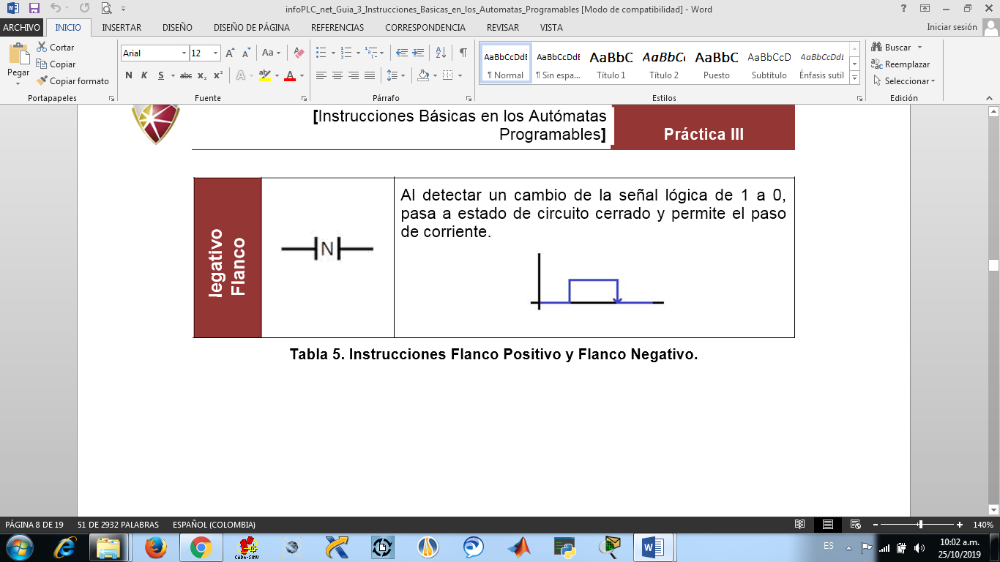 infoPLC_net_Guia_3_Instrucciones_Basicas_en_los_Automatas_Programables [Modo de compatibilidad] - Word
ARCHIVO INICIO INSERTAR DISEÑO DISEÑO DE PÁGINA REFERENCIAS CORRESPONDENCIA REVISAR VISTA Iniciar sesión
Pegar
Cortar
Copiar
Copiar formato
Portapapeles
Arial 12
N K S abc x₂ x²
Fuente
Párrafo
AaBbCcDdE AaBbCcDdE AaBbC AaBbCc AaBbC AaBbCcD AaBbCcDdE
¶ Normal ¶ Sin espa... Título 1 Título 2 Puesto Subtítulo Énfasis sutil
Estilos
Buscar
Reemplazar
Seleccionar
Edición
[Instrucciones Básicas en los Autómatas
Programables]
Práctica III
legativo
Flanco
N
Al detectar un cambio de la señal lógica de 1 a 0,
pasa a estado de circuito cerrado y permite el paso
de corriente.
Tabla 5. Instrucciones Flanco Positivo y Flanco Negativo.
PÁGINA 8 DE 19 51 DE 2932 PALABRAS ESPAÑOL (COLOMBIA) 140%
CADe-SIMU
ES
10:02 a.m.
25/10/2019